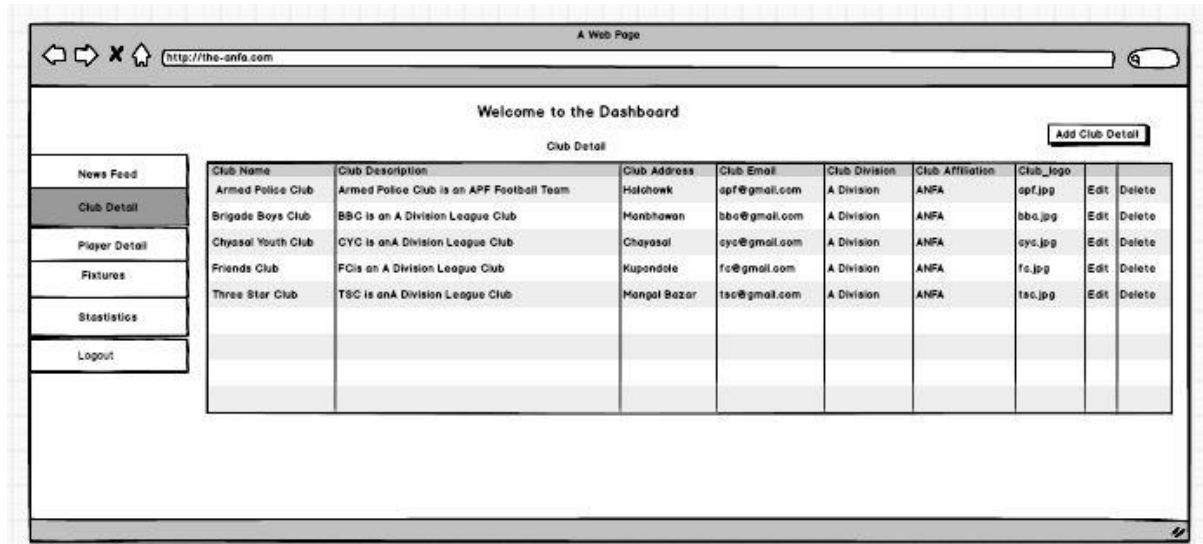 A Web Page
http://the-anfa.com
Welcome to the Dashboard
Add Club Detail
Club Detail
News Feed
Club Detail
Player Detail
Fixtures
Stastistics
Logout
Club Name Club Description Club Address Club Email Club Division Club Affiliation Club_logo
Armed Police Club Armed Police Club is an APF Football Team Halchowk apf@gmail.com A Division ANFA apf.jpg Edit Delete
Brigade Boys Club BBC is an A Division League Club Manbhawan bbc@gmail.com A Division ANFA bbc.jpg Edit Delete
Chyasal Youth Club CYC is anA Division League Club Chayasal cyc@gmail.com A Division ANFA cyc.jpg Edit Delete
Friends Club FCis an A Division League Club Kupondole fc@gmail.com A Division ANFA fc.jpg Edit Delete
Three Star Club TSC is anA Division League Club Mangal Bazar tsc@gmail.com A Division ANFA tsc.jpg Edit Delete